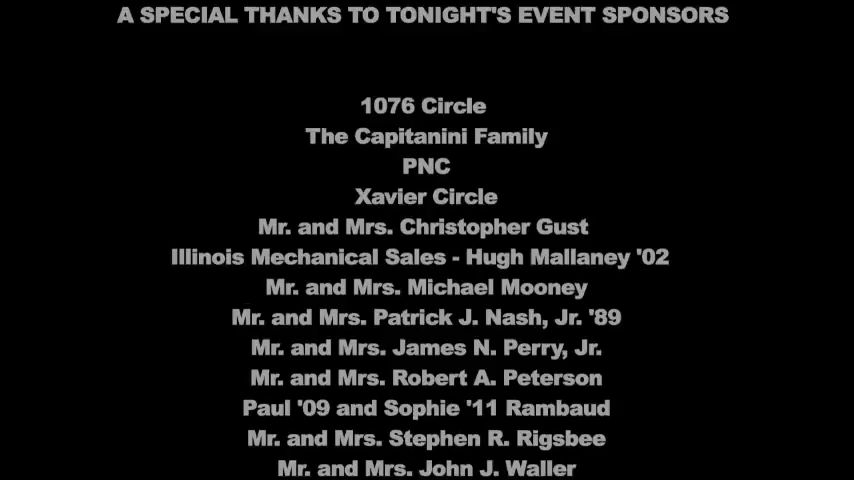 A SPECIAL THANKS TO TONIGHT'S EVENT SPONSORS
1076 Circle
The Capitanini Family
PNC
Xavier Circle
Mr. and Mrs. Christopher Gust
Illinois Mechanical Sales - Hugh Mallaney '02
Mr. and Mrs. Michael Mooney
Mr. and Mrs. Patrick J. Nash, Jr. '89
Mr. and Mrs. James N. Perry, Jr.
Mr. and Mrs. Robert A. Peterson
Paul '09 and Sophie '11 Rambaud
Mr. and Mrs. Stephen R. Rigsbee
Mr. and Mrs. John J. Waller